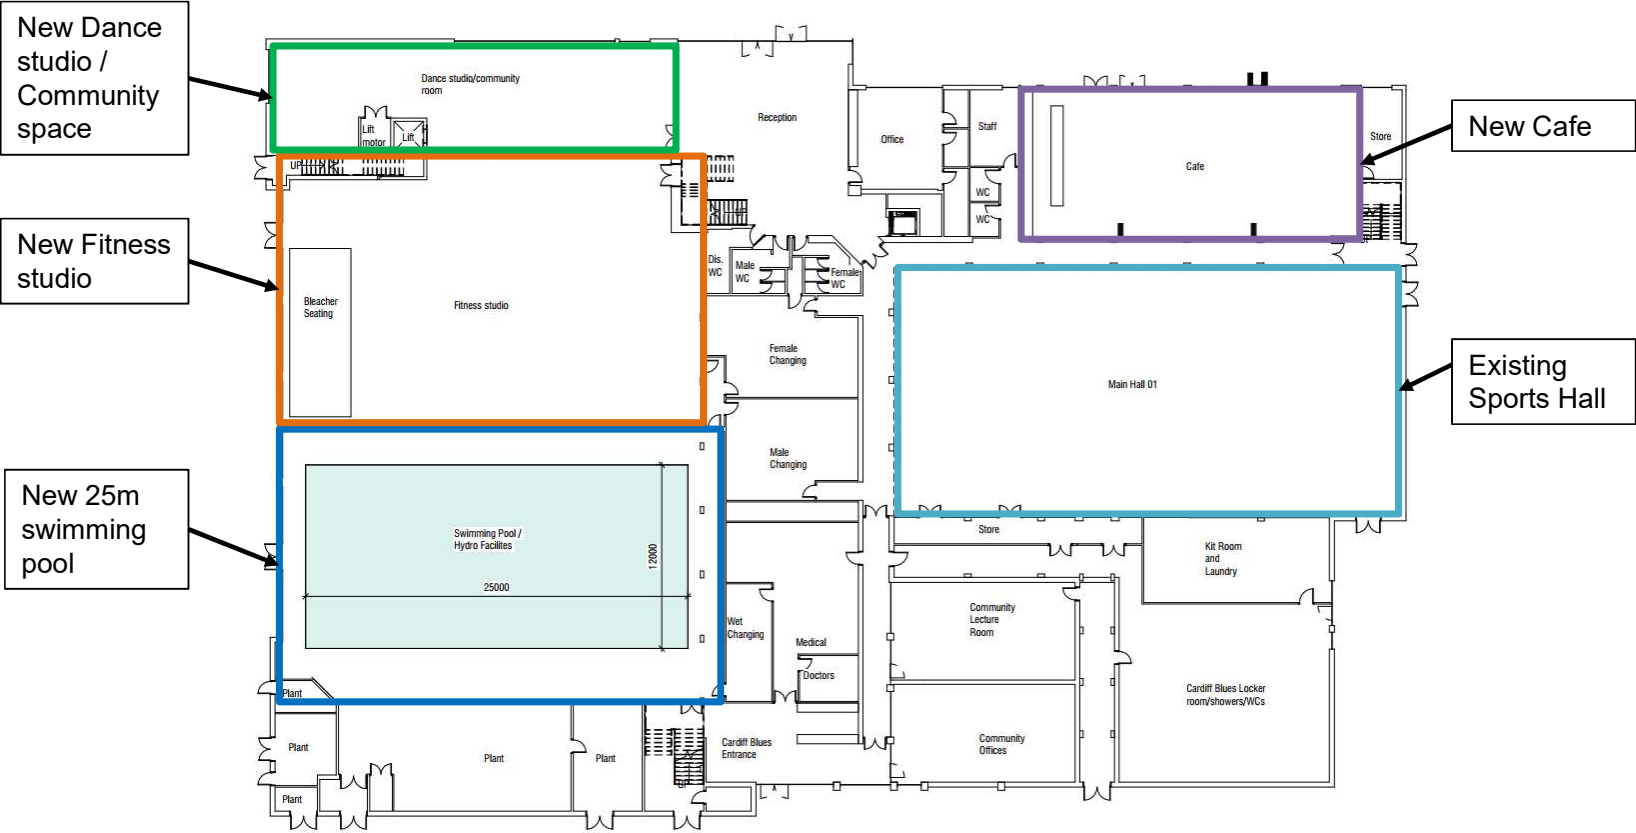 New Dance
studio /
Community
space
New Fitness
studio
New 25m
swimming
pool
New Cafe
Existing
Sports Hall
Dance studio/community
room
Lift
motor
Lift
UP
Reception
Office
Staff
WC
WC
Cafe
Store
UP
UP
Dis.
WC
Male
WC
Female
WC
Bleacher
Seating
Fitness studio
Female
Changing
Male
Changing
Main Hall 01
Swimming Pool /
Hydro Facilites
25000
12000
Store
Kit Room
and
Laundry
Wet
Changing
Medical
Doctors
Community
Lecture
Room
Cardiff Blues Locker
room/showers/WCs
Community
Offices
Cardiff Blues
Entrance
Plant
Plant
Plant
Plant
Plant
UP